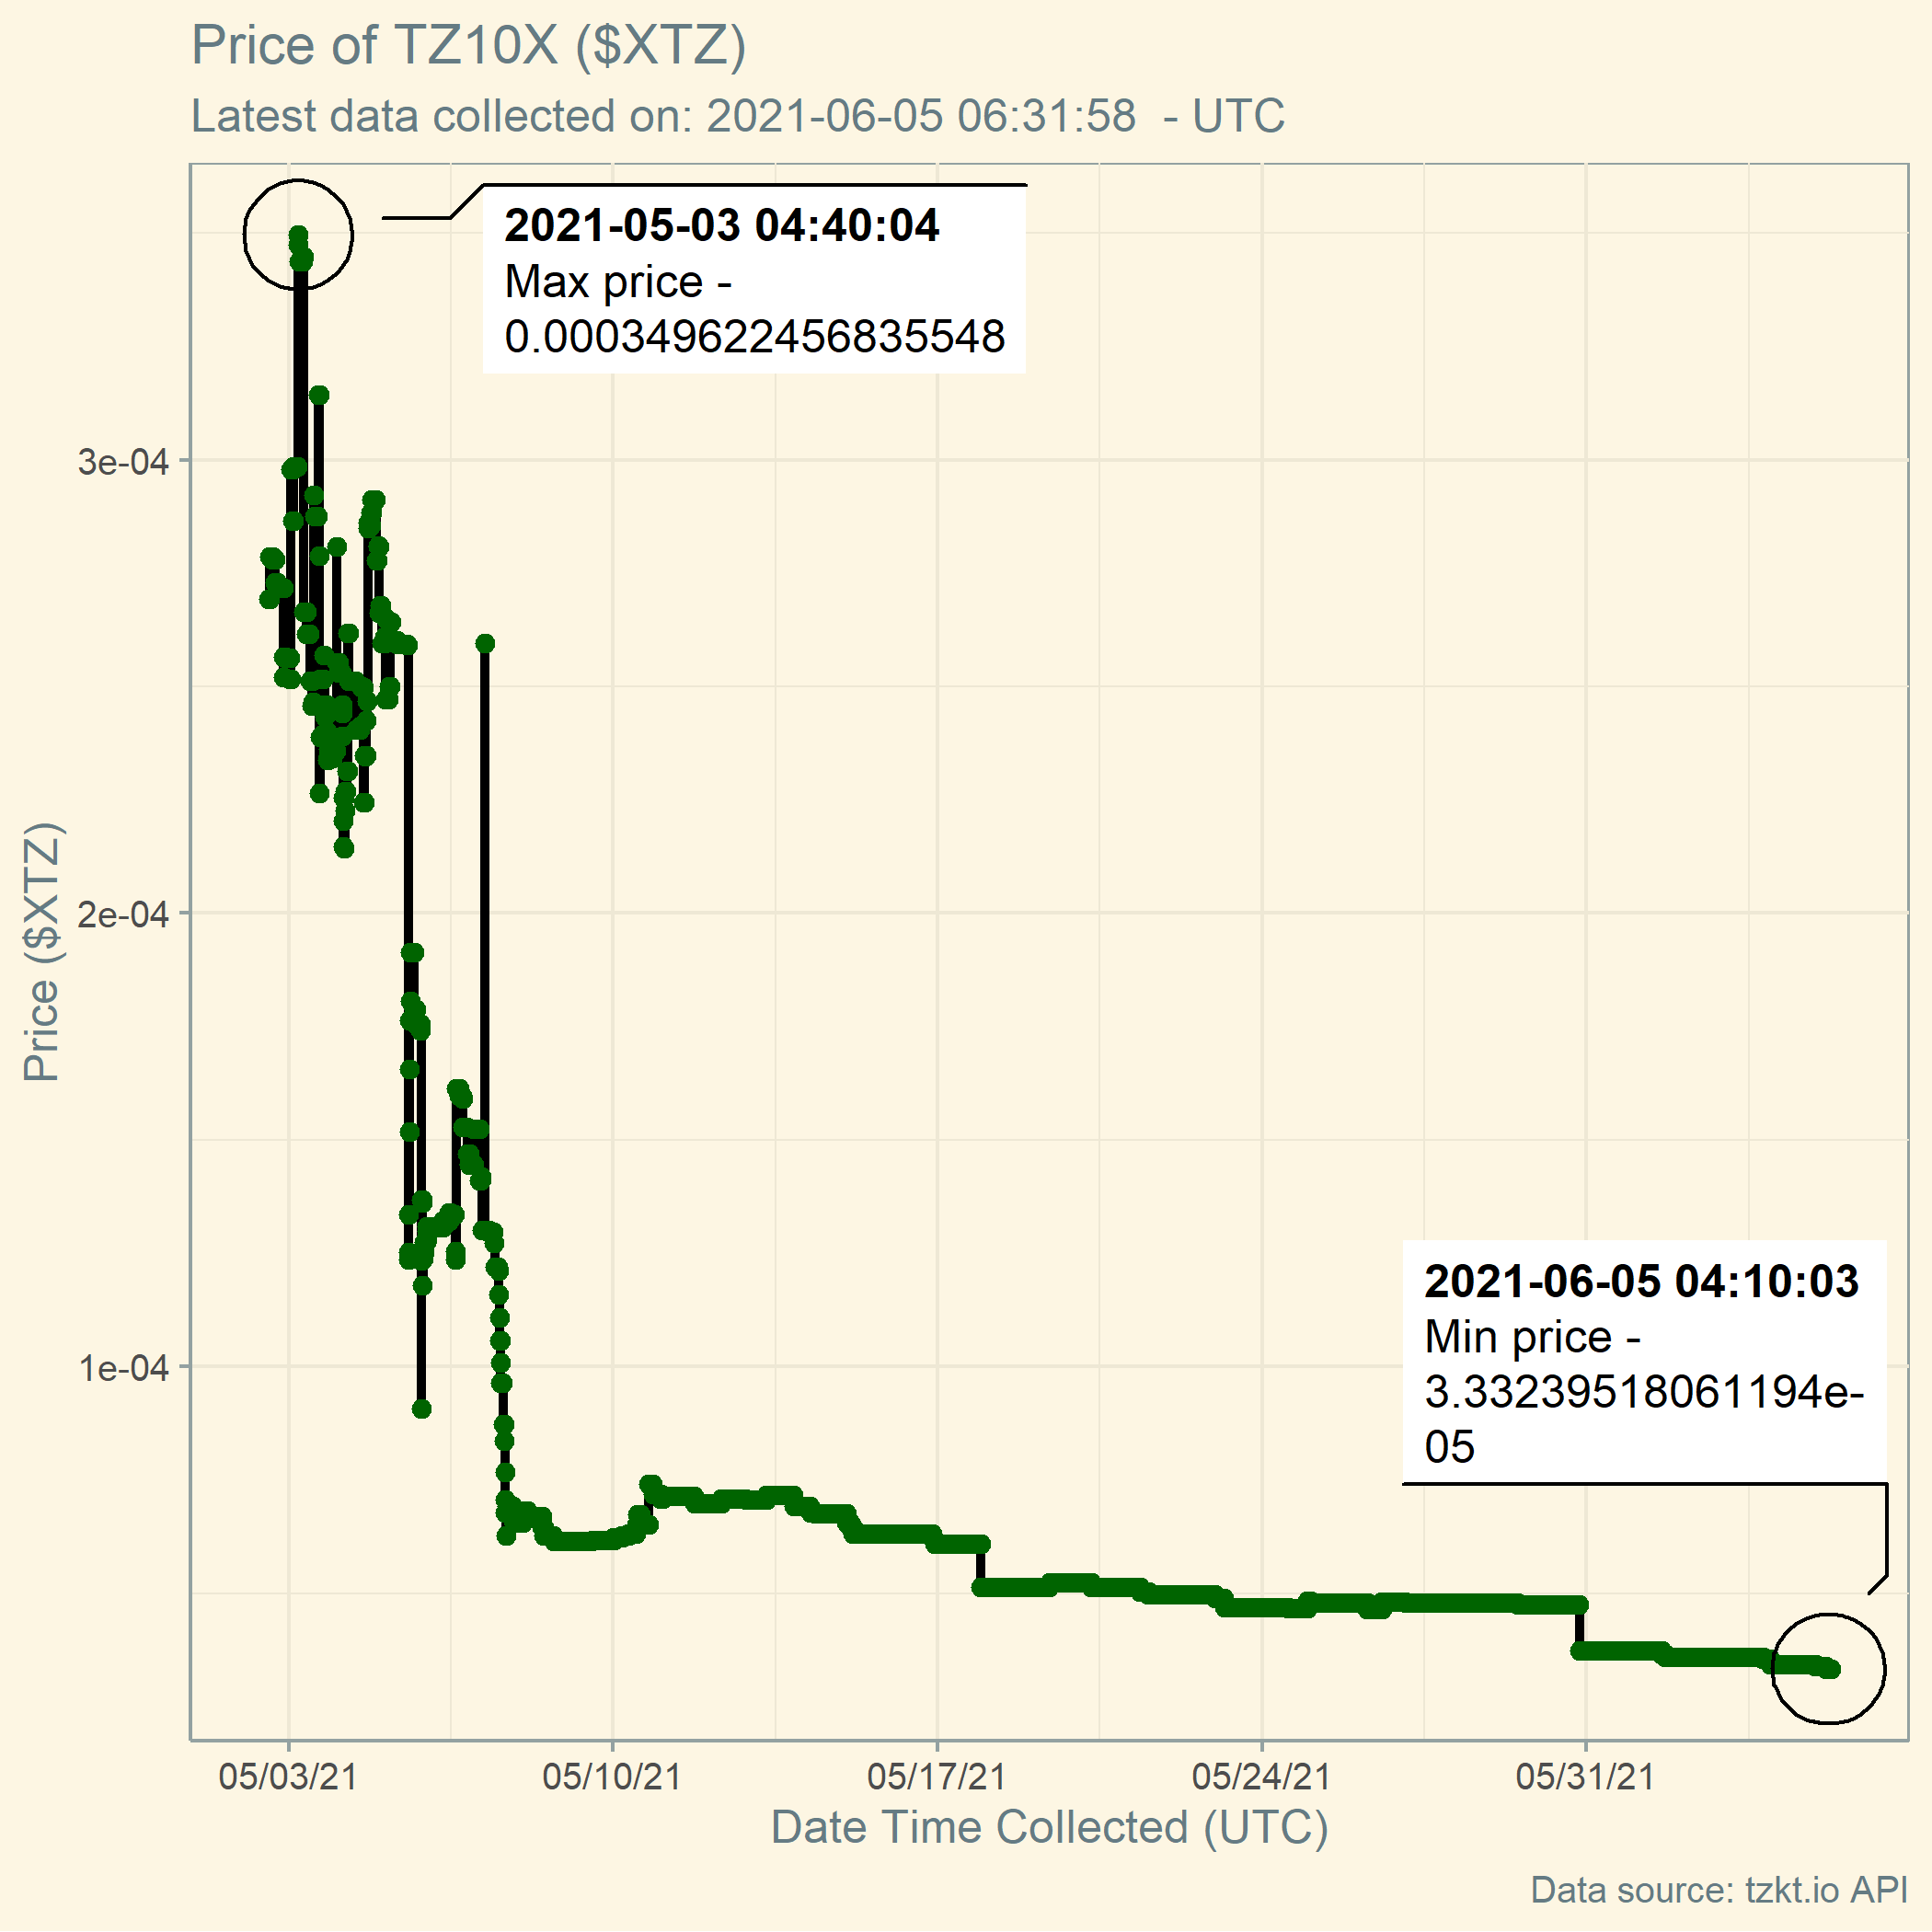 Price of TZ10X ($XTZ)
Latest data collected on: 2021-06-05 06:31:58  - UTC
2021-05-03 04:40:04
Max price -
0.000349622456835548
3e-04
2e-04
1e-04
Price ($XTZ)
2021-06-05 04:10:03
Min price -
3.33239518061194e-
05
05/03/21
05/10/21
05/17/21
05/24/21
05/31/21
Date Time Collected (UTC)
Data source: tzkt.io API